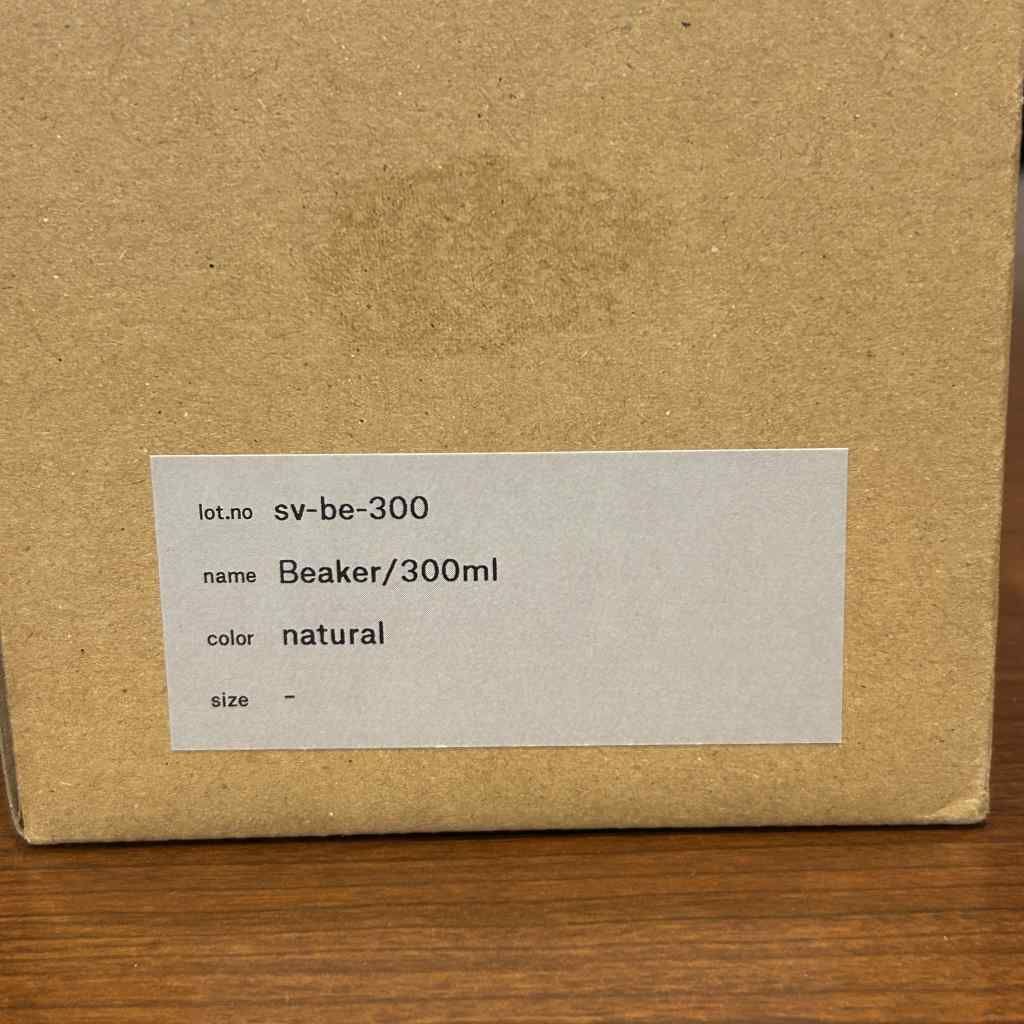 lot.no sv-be-300
name Beaker/300ml
color natural
size -